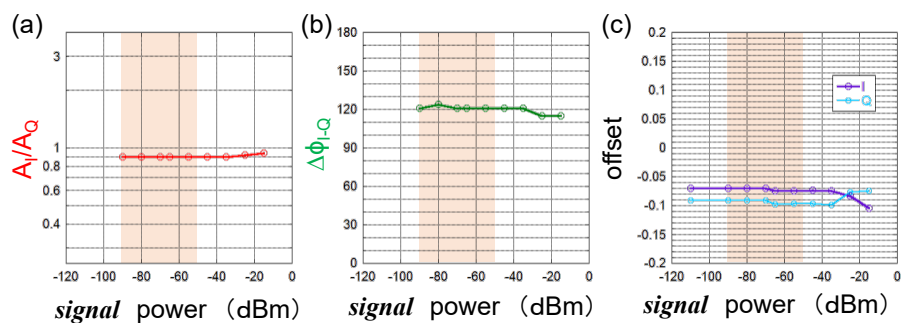 (a)
3
1
0.8
0.6
0.4
A_I/A_Q
-120 -100 -80 -60 -40 -20 0
signal power（dBm）
(b)
180
150
120
90
60
30
0
Δϕ_I-Q
-120 -100 -80 -60 -40 -20 0
signal power（dBm）
(c)
0.2
0.15
0.1
0.05
0
-0.05
-0.1
-0.15
-0.2
offset
I
Q
-120 -100 -80 -60 -40 -20 0
signal power（dBm）